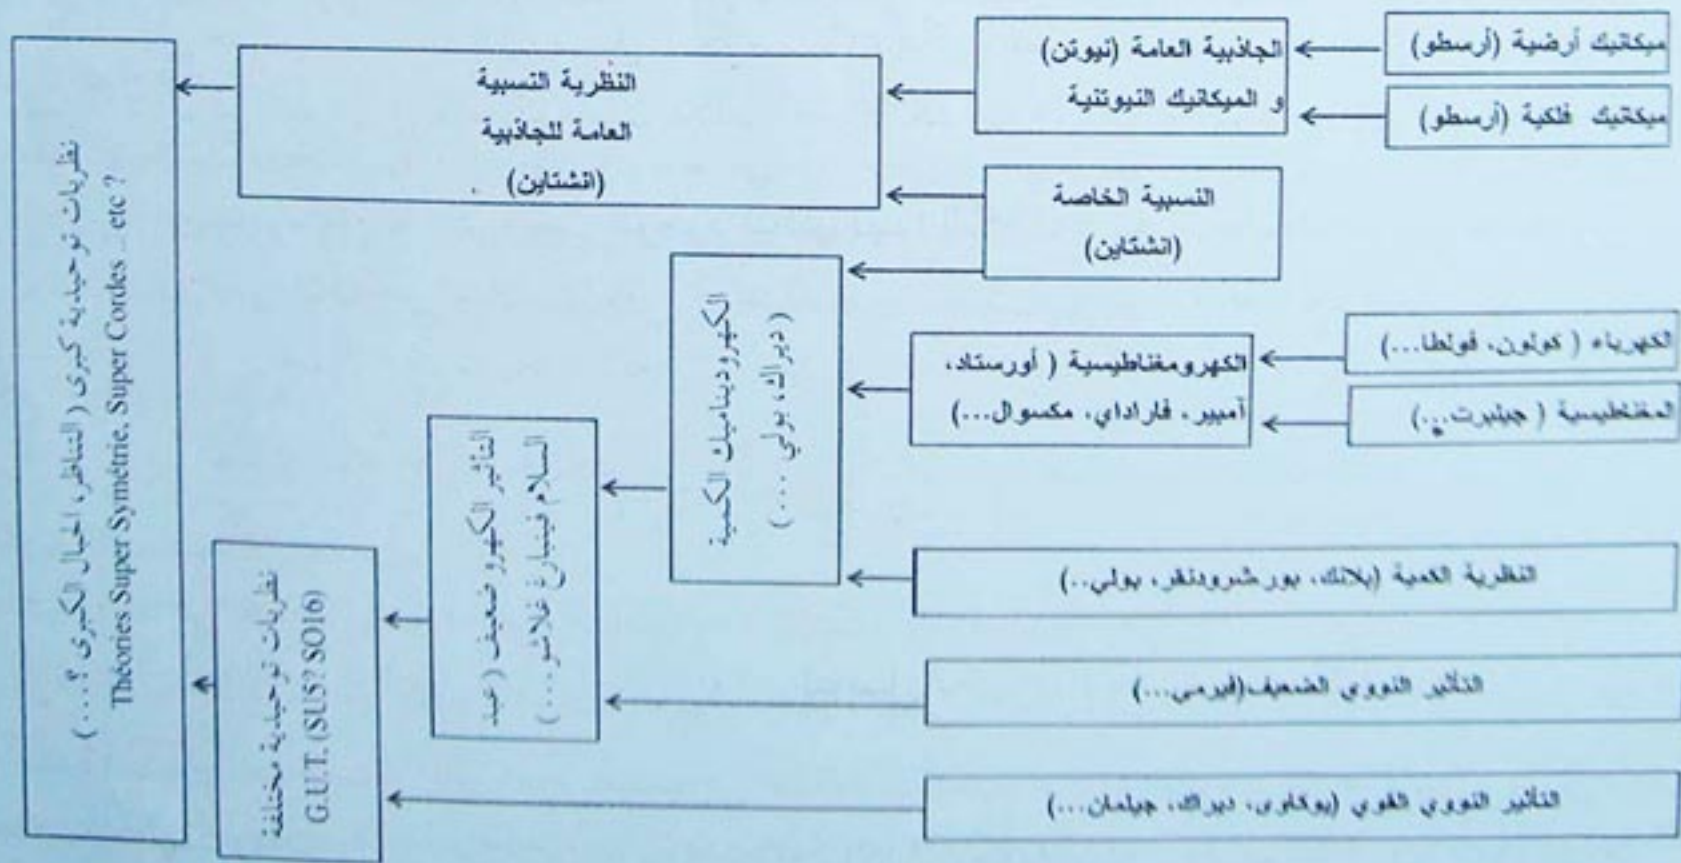 ميكانيك أرضية (أرسطو)
ميكانيك فلكية (أرسطو)
الجاذبية العامة (نيوتن)
و الميكانيك النيوتنية
النظرية النسبية
العامة للجاذبية
(انشتاين)
النسبية الخاصة
(انشتاين)
الكهرباء ( كولون، فولطا...)
المغناطيسية ( جيلبرت...)
الكهرومغناطيسية ( أورستاد،
أمبير، فاراداي، مكسوال...)
الكهروديناميك الكمية
( ديراك، بولي ...)
النظرية الكمية (بلانك، بور شرودنقر، بولي..)
التأثير الكهروضعيف ( عبد
السلام فينبارغ غلاشو...)
التأثير النووي الضعيف(فيرمي...)
التأثير النووي القوي (يوكاوى، ديراك، جيلمان...)
نظريات توحيدية مختلفة
G.U.T. (SU5? SO16)
نظريات توحيدية كبرى ( التناظر، الحبال الكبرى ؟...)
Théories Super Symétric, Super Cordes .. etc ?